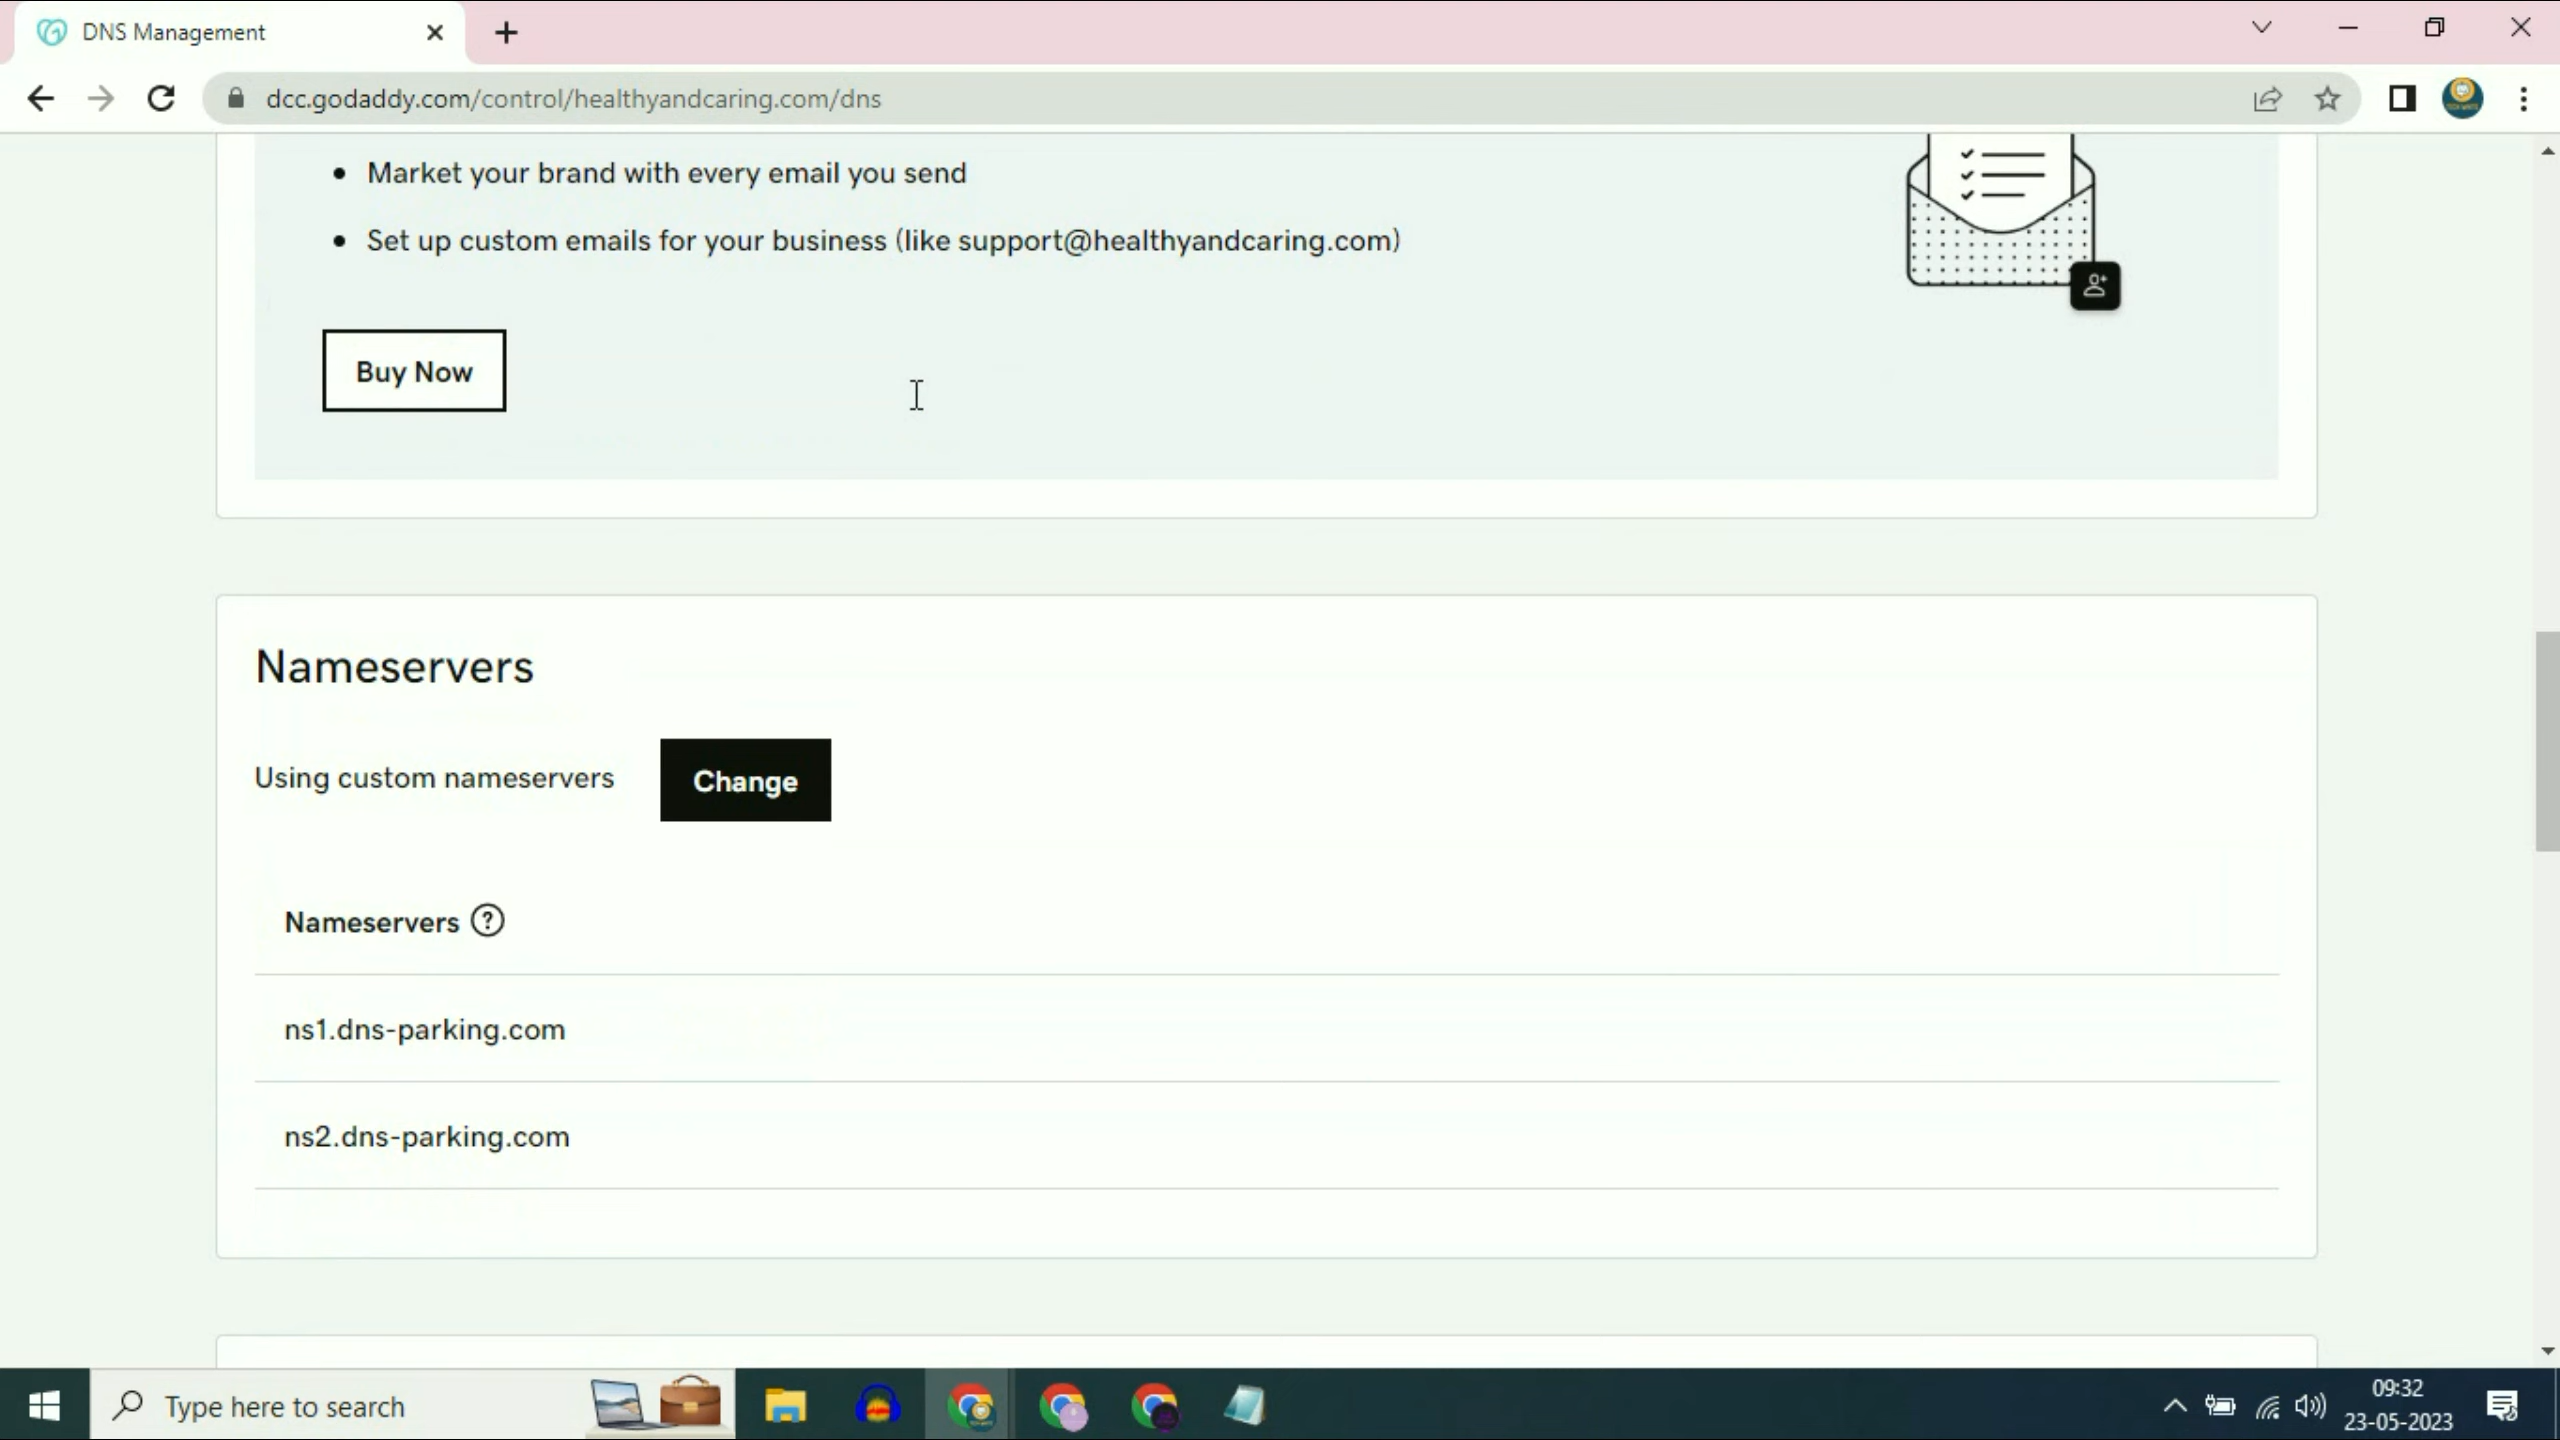 DNS Management
dcc.godaddy.com/control/healthyandcaring.com/dns
Market your brand with every email you send
Set up custom emails for your business (like support@healthyandcaring.com)
Buy Now
Nameservers
Using custom nameservers
Change
Nameservers ?
ns1.dns-parking.com
ns2.dns-parking.com
Type here to search
09:32
23-05-2023